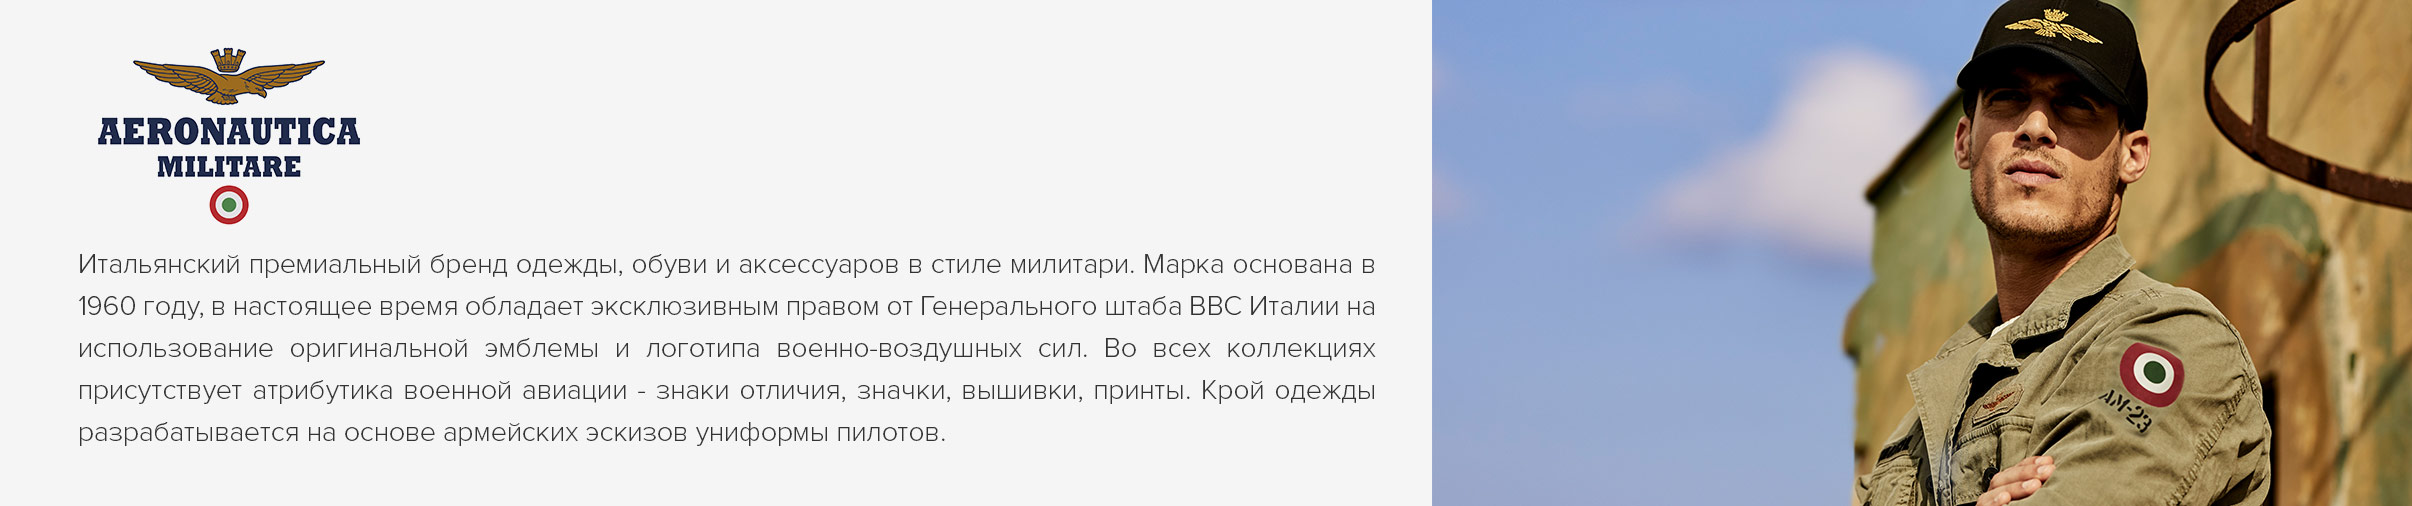 AERONAUTICA
MILITARE
Итальянский премиальный бренд одежды, обуви и аксессуаров в стиле милитари. Марка основана в
1960 году, в настоящее время обладает эксклюзивным правом от Генерального штаба ВВС Италии на
использование оригинальной эмблемы и логотипа военно-воздушных сил. Во всех коллекциях
присутствует атрибутика военной авиации - знаки отличия, значки, вышивки, принты. Крой одежды
разрабатывается на основе армейских эскизов униформы пилотов.
AM-23